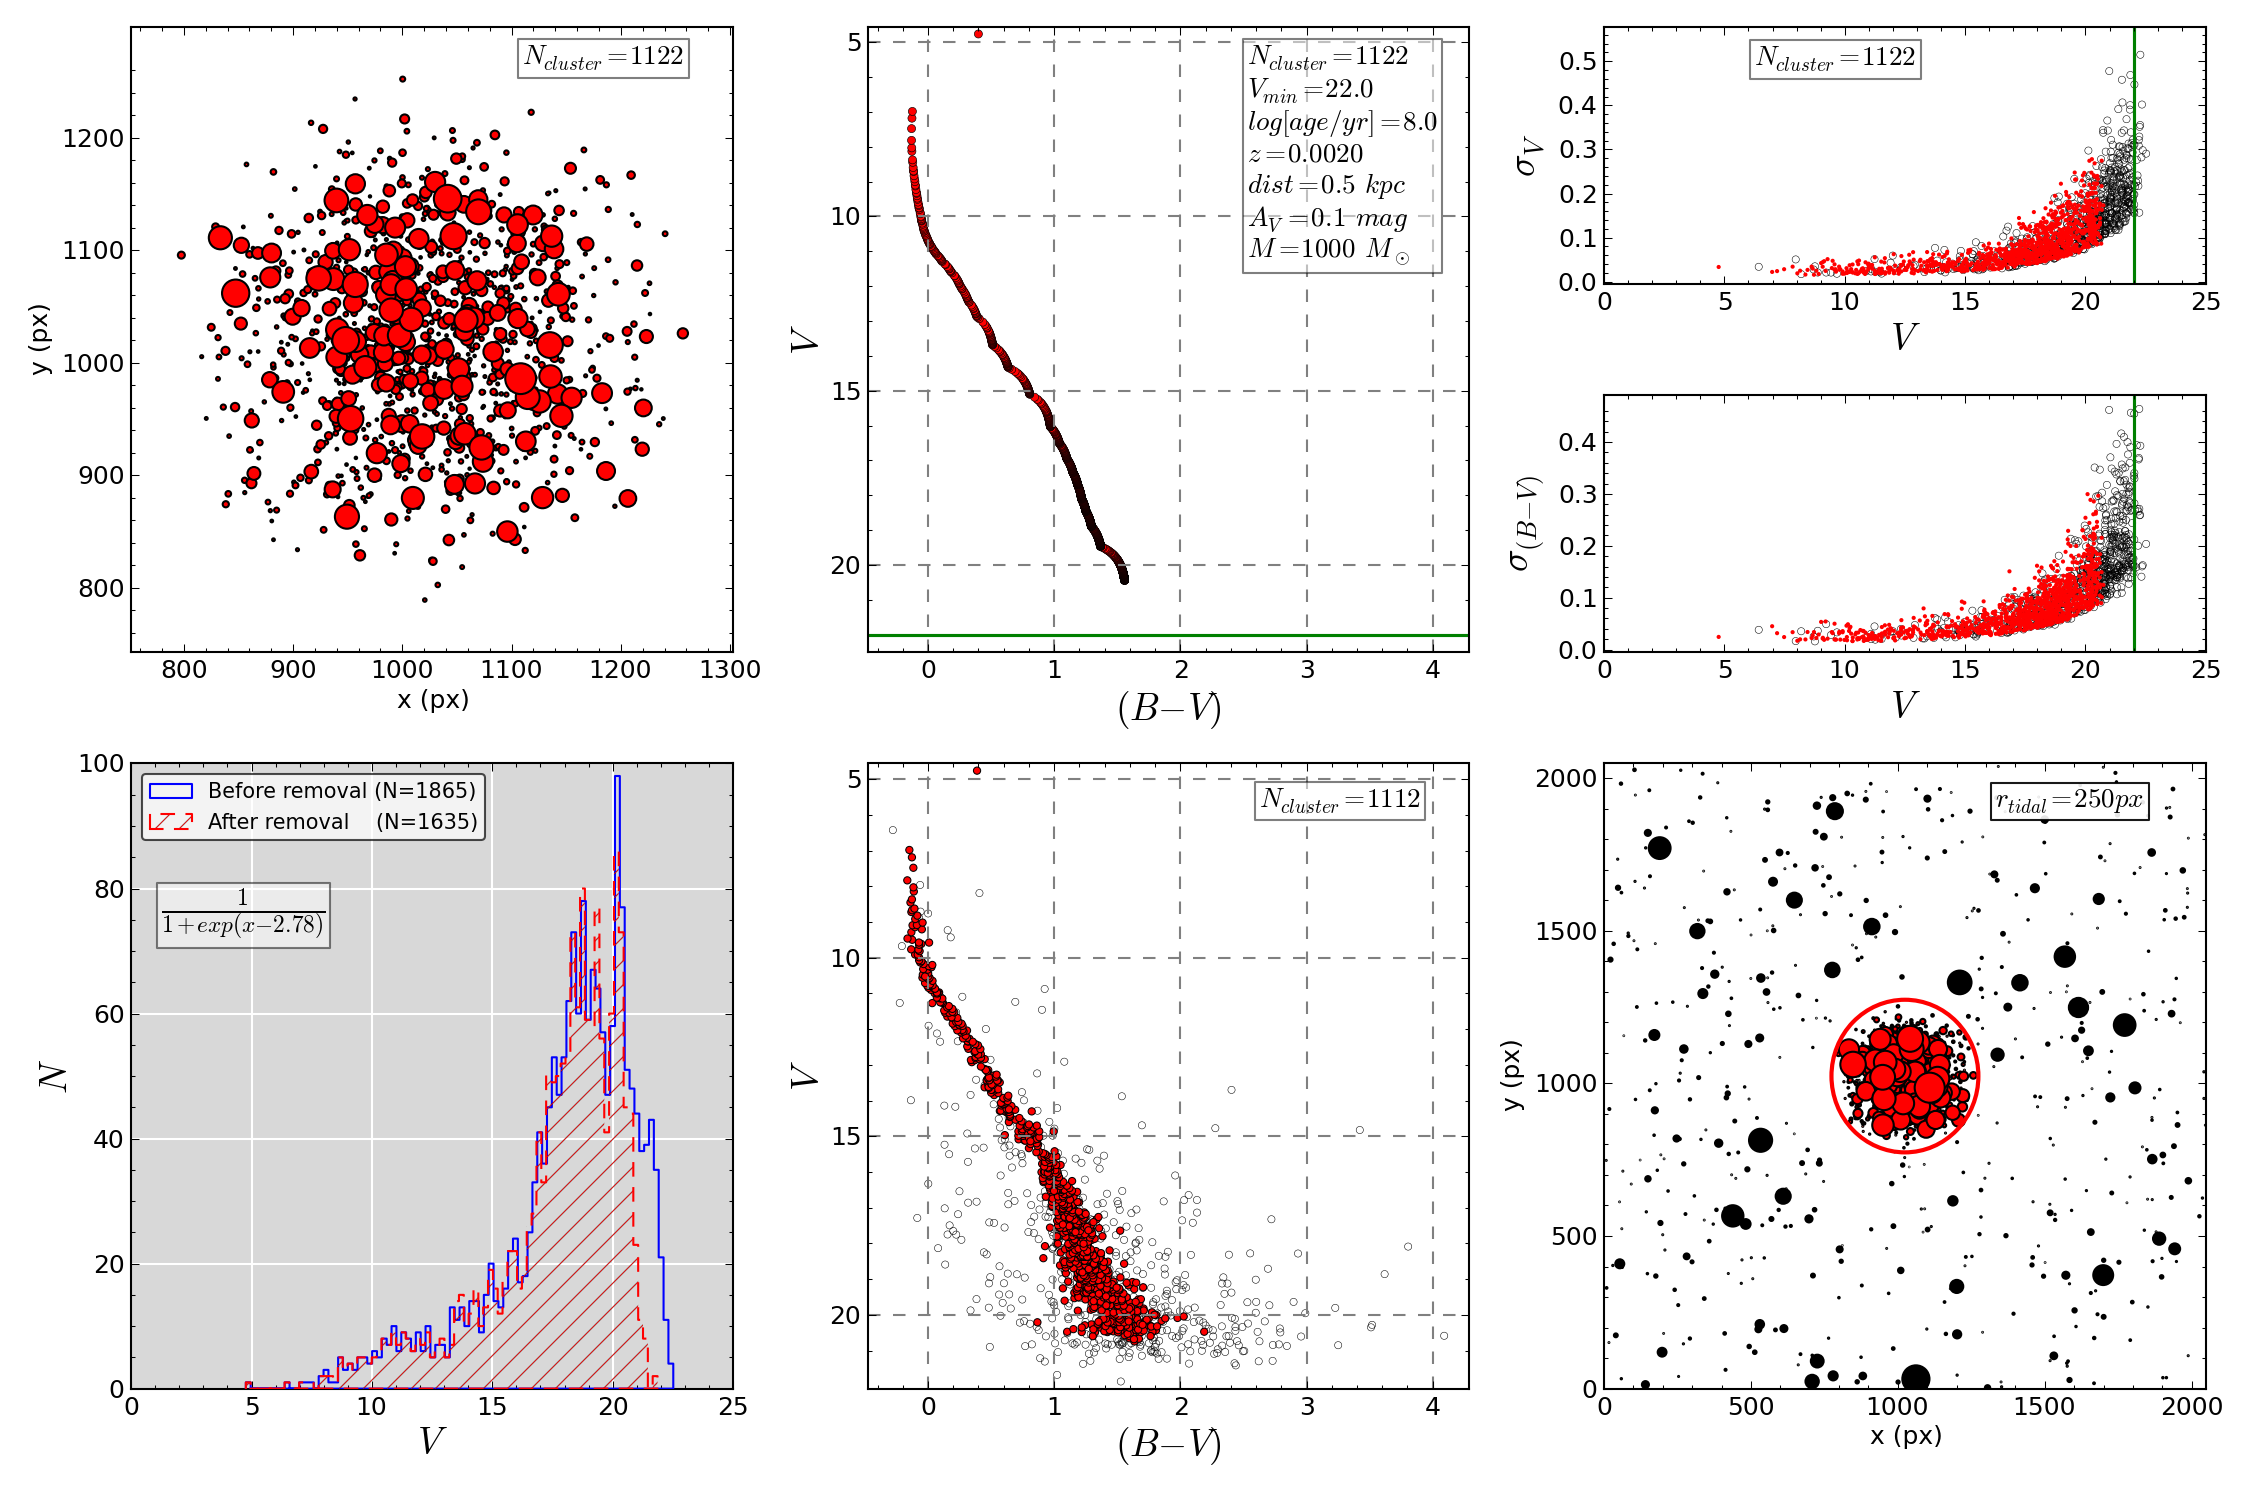 N_cluster = 1122
1200
1100
1000
900
800
y (px)
800 900 1000 1100 1200 1300
x (px)
N_cluster = 1122
V_min = 22.0
log[age/yr] = 8.0
z = 0.0020
dist = 0.5 kpc
A_V = 0.1 mag
M = 1000 M_⊙
5
10
15
20
V
0 1 2 3 4
(B−V)
N_cluster = 1122
0.5
0.4
0.3
0.2
0.1
0.0
σ_V
0 5 10 15 20 25
V
0.4
0.3
0.2
0.1
0.0
σ_(B−V)
0 5 10 15 20 25
V
Before removal (N=1865)
After removal (N=1635)
1
1+exp(x−2.78)
100
80
60
40
20
0
N
0 5 10 15 20 25
V
N_cluster = 1112
5
10
15
20
V
0 1 2 3 4
(B−V)
r_tidal = 250px
2000
1500
1000
500
0
y (px)
0 500 1000 1500 2000
x (px)